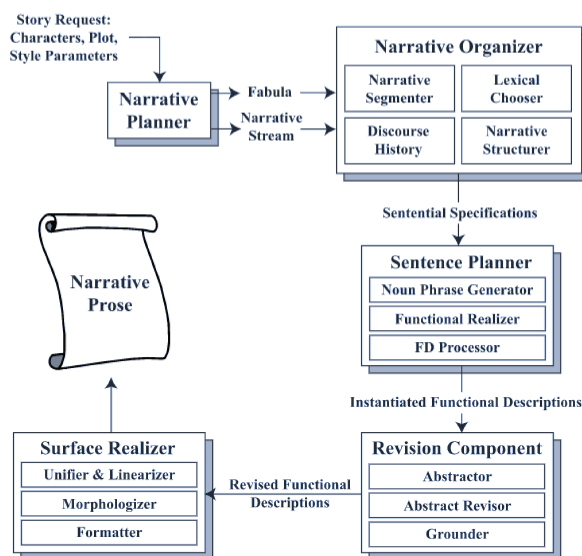 Story Request:
Characters, Plot,
Style Parameters
Narrative
Planner
Fabula
Narrative
Stream
Narrative Organizer
Narrative
Segmenter
Lexical
Chooser
Discourse
History
Narrative
Structurer
Sentential Specifications
Sentence Planner
Noun Phrase Generator
Functional Realizer
FD Processor
Instantiated Functional Descriptions
Revision Component
Abstractor
Abstract Revisor
Grounder
Revised Functional
Descriptions
Surface Realizer
Unifier & Linearizer
Morphologizer
Formatter
Narrative
Prose